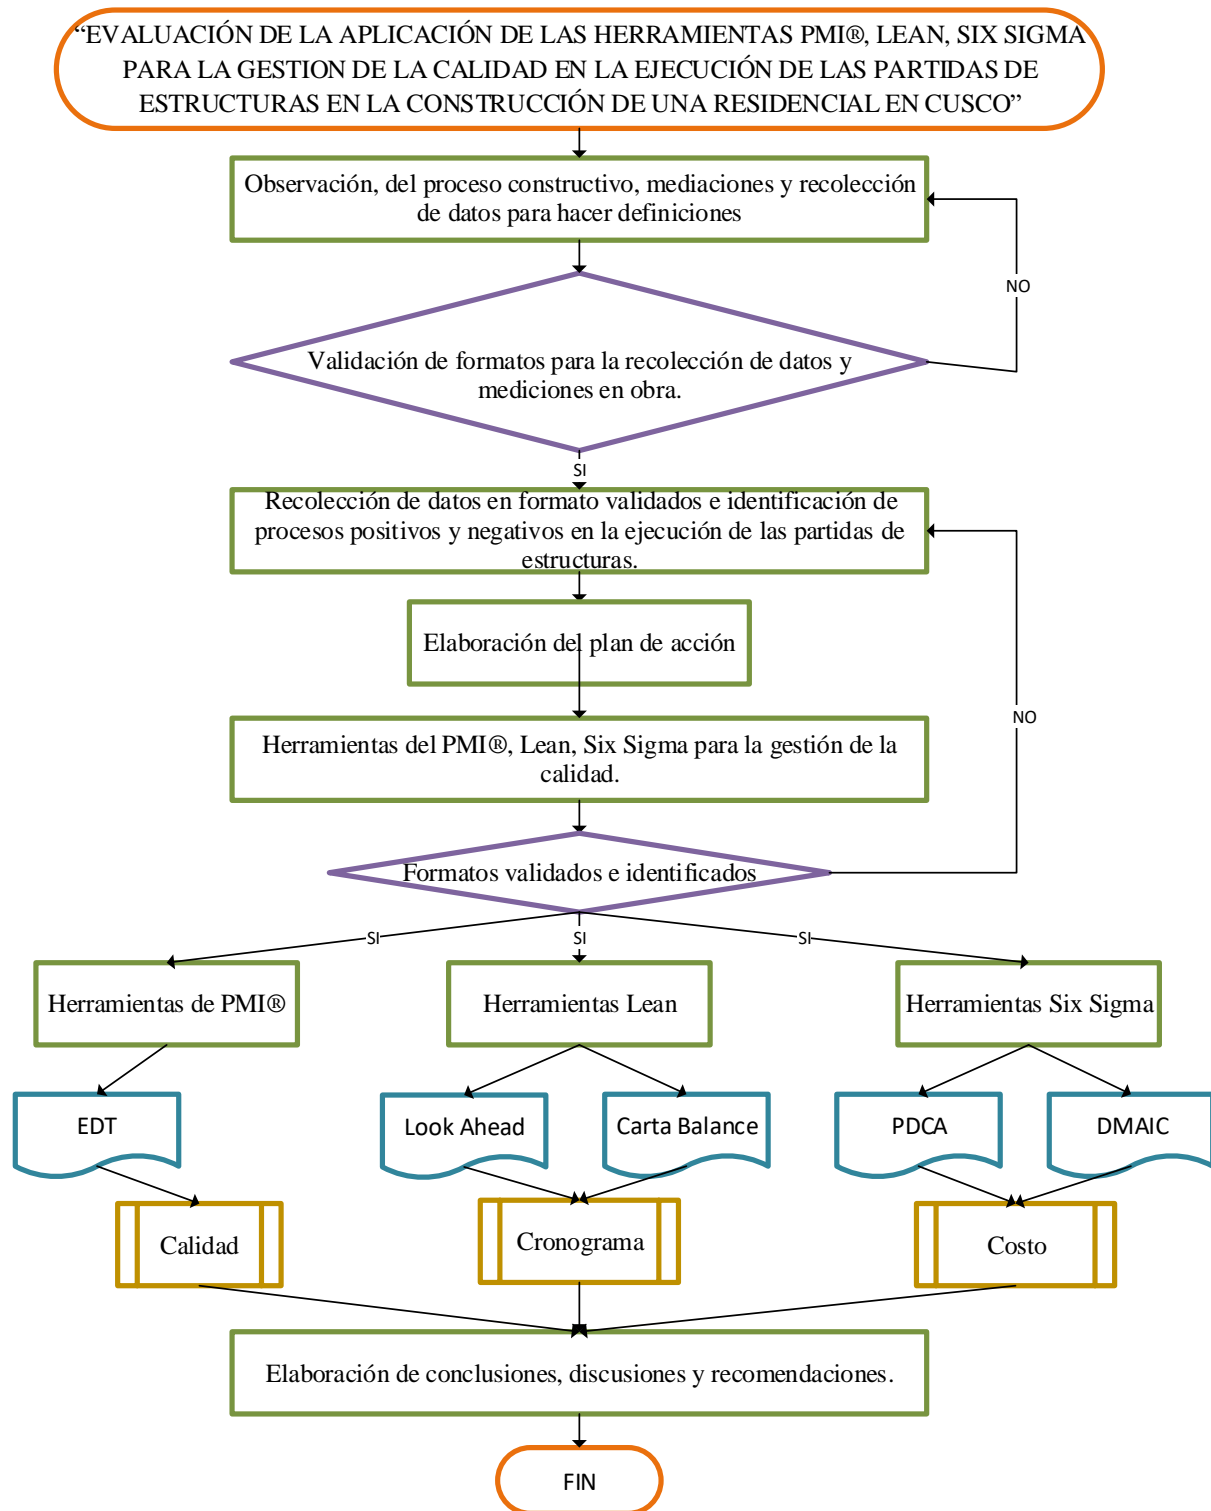 “EVALUACIÓN DE LA APLICACIÓN DE LAS HERRAMIENTAS PMI®, LEAN, SIX SIGMA
PARA LA GESTION DE LA CALIDAD EN LA EJECUCIÓN DE LAS PARTIDAS DE
ESTRUCTURAS EN LA CONSTRUCCIÓN DE UNA RESIDENCIAL EN CUSCO”
Observación, del proceso constructivo, mediaciones y recolección
de datos para hacer definiciones
NO
Validación de formatos para la recolección de datos y
mediciones en obra.
SI
Recolección de datos en formato validados e identificación de
procesos positivos y negativos en la ejecución de las partidas de
estructuras.
Elaboración del plan de acción
NO
Herramientas del PMI®, Lean, Six Sigma para la gestión de la
calidad.
Formatos validados e identificados
SI
SI
SI
Herramientas de PMI®
Herramientas Lean
Herramientas Six Sigma
EDT
Look Ahead
Carta Balance
PDCA
DMAIC
Calidad
Cronograma
Costo
Elaboración de conclusiones, discusiones y recomendaciones.
FIN